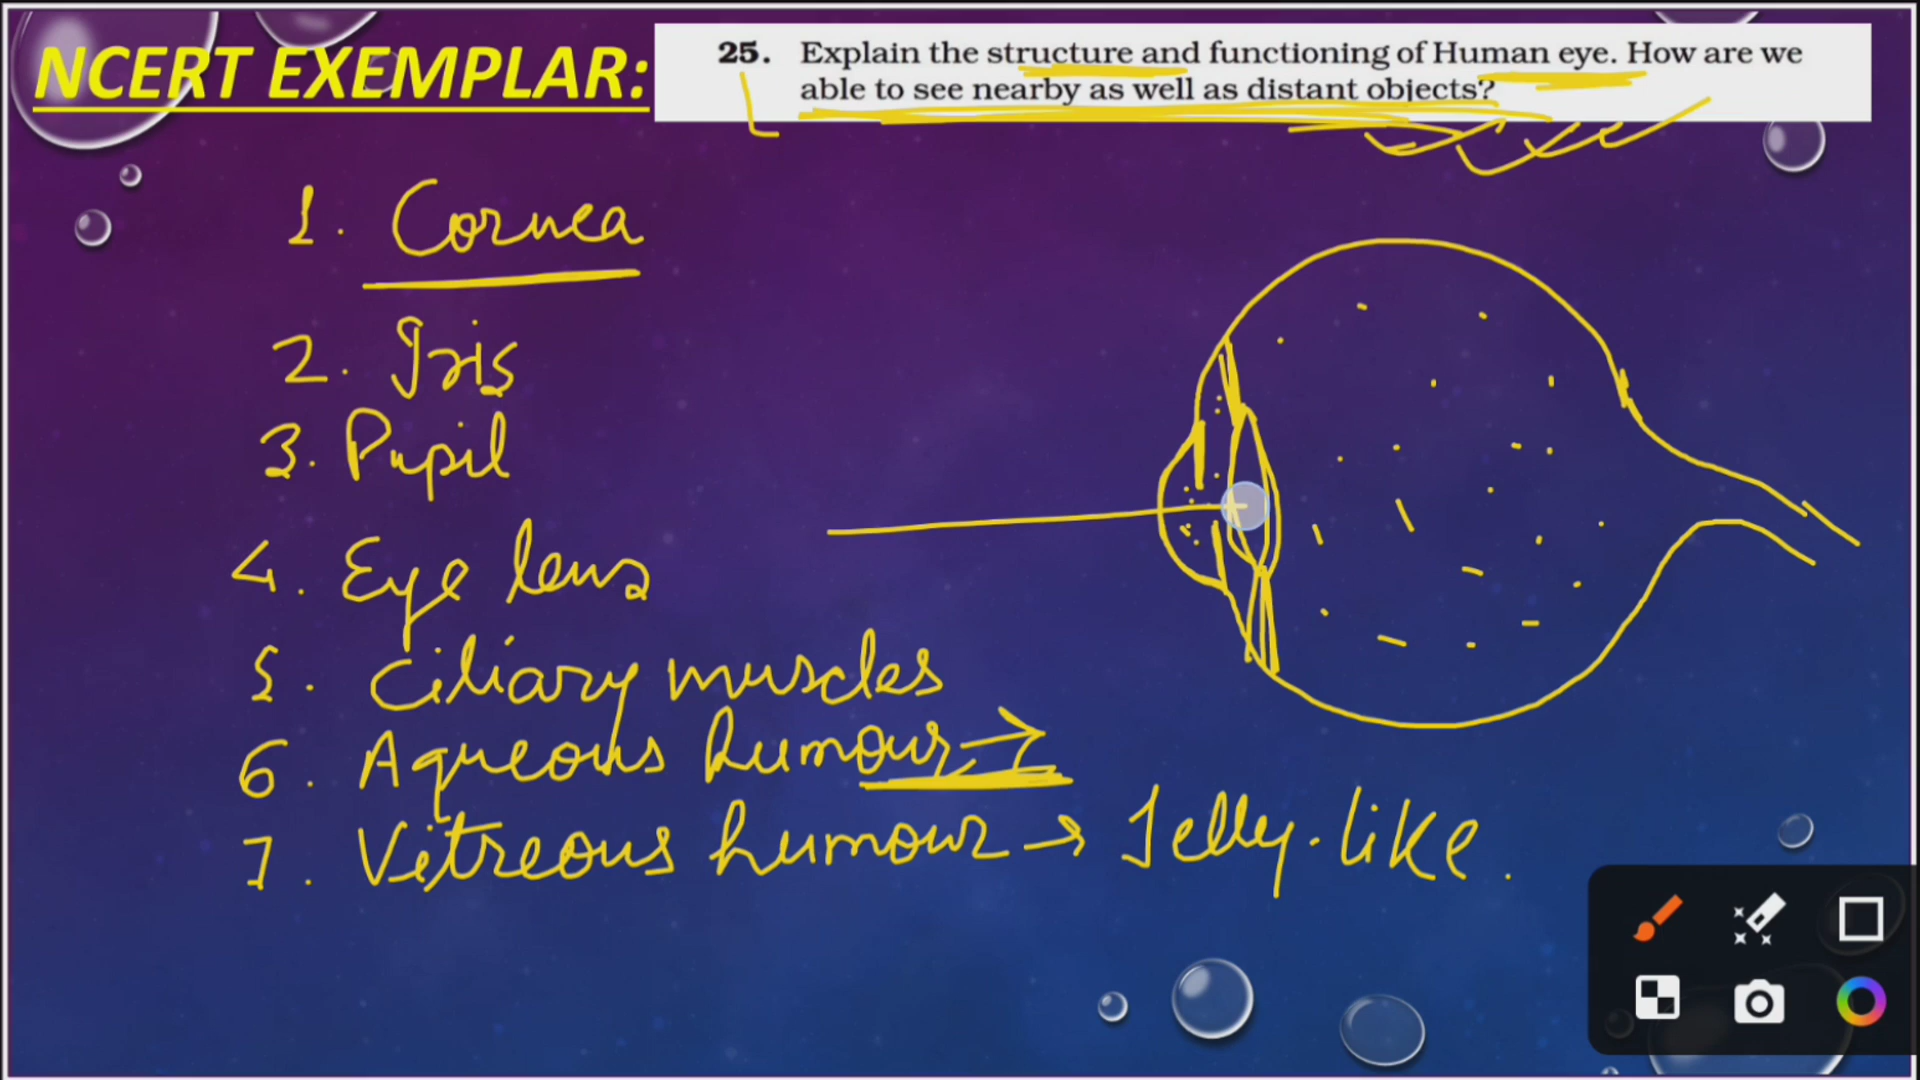 NCERT EXEMPLAR:
25. Explain the structure and functioning of Human eye. How are we
able to see nearby as well as distant objects?
1. Cornea
2. Iris
3. Pupil
4. Eye lens
5. Ciliary muscles
6. Aqueous humour →
7. Vitreous humour → Jelly-like.